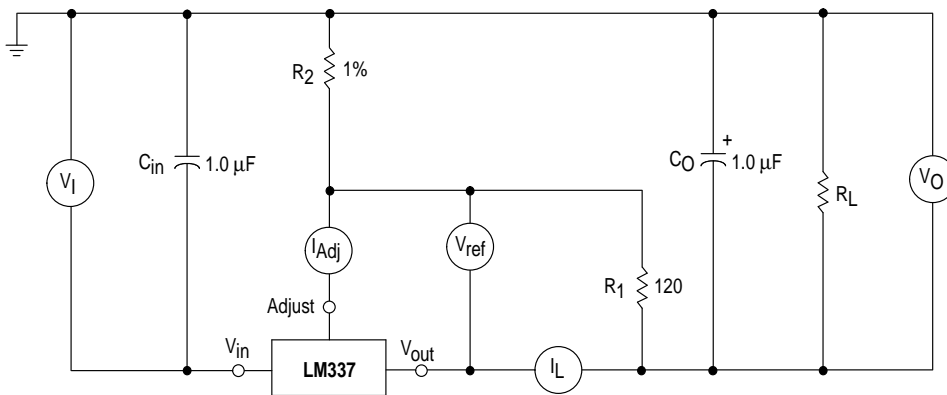 R2 1%
Cin 1.0 μF
CO + 1.0 μF
VI
RL
VO
IAdj
Vref
R1 120
Adjust
Vin
LM337
Vout
IL